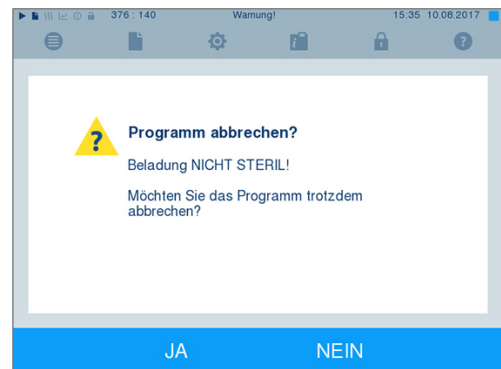 376 : 140 Warnung! 15:35 10.08.2017
Programm abbrechen?
Beladung NICHT STERIL!
Möchten Sie das Programm trotzdem
abbrechen?
JA NEIN